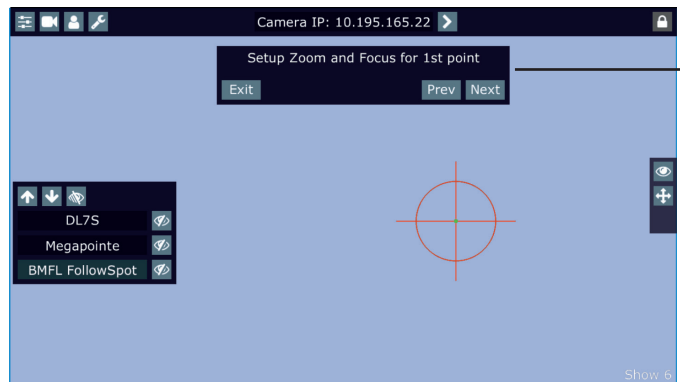 Camera IP: 10.195.165.22
Setup Zoom and Focus for 1st point
Exit Prev Next
DL7S
Megapointe
BMFL FollowSpot
Show 6